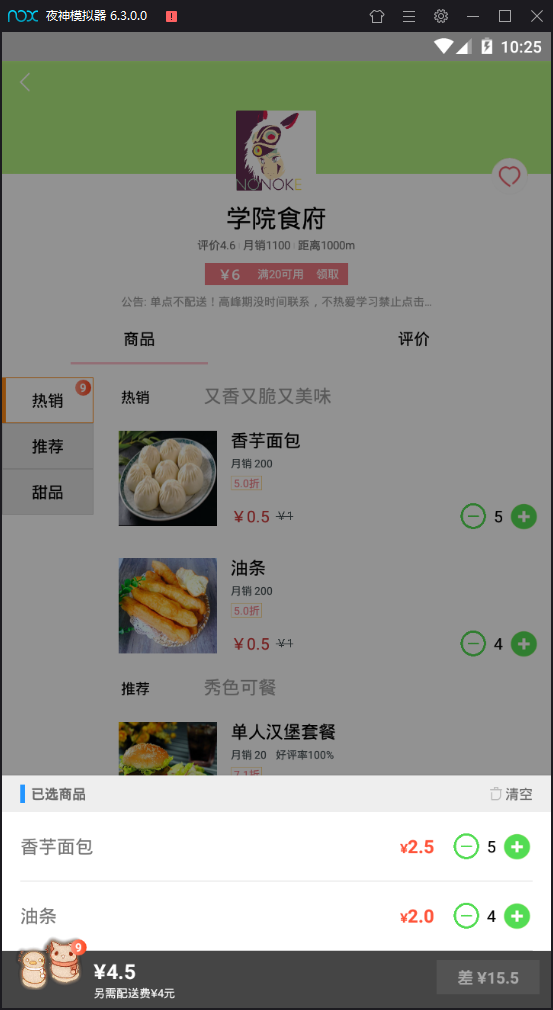 nox 夜神模拟器 6.3.0.0
10:25
NONOKE
学院食府
评价4.6 月销1100 距离1000m
¥6 满20可用 领取
公告: 单点不配送！高峰期没时间联系，不热爱学习禁止点击...
商品 评价
热销 9
推荐
甜品
热销 又香又脆又美味
香芋面包
月销 200
5.0折
¥0.5 ¥1
5
油条
月销 200
5.0折
¥0.5 ¥1
4
推荐 秀色可餐
单人汉堡套餐
月销 20 好评率100%
7.1折
已选商品 清空
香芋面包 ¥2.5 5
油条 ¥2.0 4
9
¥4.5
另需配送费¥4元
差 ¥15.5